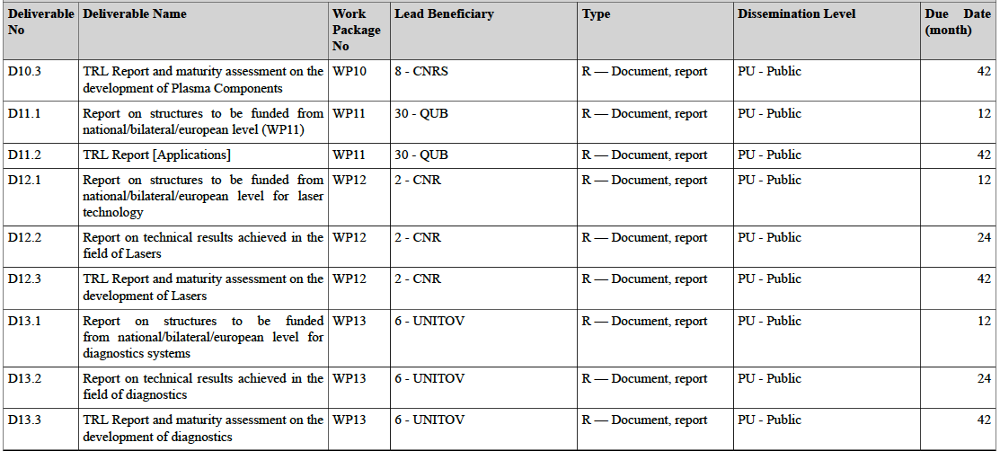 Deliverable No | Deliverable Name | Work Package No | Lead Beneficiary | Type | Dissemination Level | Due Date (month)
D10.3 | TRL Report and maturity assessment on the development of Plasma Components | WP10 | 8 - CNRS | R — Document, report | PU - Public | 42
D11.1 | Report on structures to be funded from national/bilateral/european level (WP11) | WP11 | 30 - QUB | R — Document, report | PU - Public | 12
D11.2 | TRL Report [Applications] | WP11 | 30 - QUB | R — Document, report | PU - Public | 42
D12.1 | Report on structures to be funded from national/bilateral/european level for laser technology | WP12 | 2 - CNR | R — Document, report | PU - Public | 12
D12.2 | Report on technical results achieved in the field of Lasers | WP12 | 2 - CNR | R — Document, report | PU - Public | 24
D12.3 | TRL Report and maturity assessment on the development of Lasers | WP12 | 2 - CNR | R — Document, report | PU - Public | 42
D13.1 | Report on structures to be funded from national/bilateral/european level for diagnostics systems | WP13 | 6 - UNITOV | R — Document, report | PU - Public | 12
D13.2 | Report on technical results achieved in the field of diagnostics | WP13 | 6 - UNITOV | R — Document, report | PU - Public | 24
D13.3 | TRL Report and maturity assessment on the development of diagnostics | WP13 | 6 - UNITOV | R — Document, report | PU - Public | 42